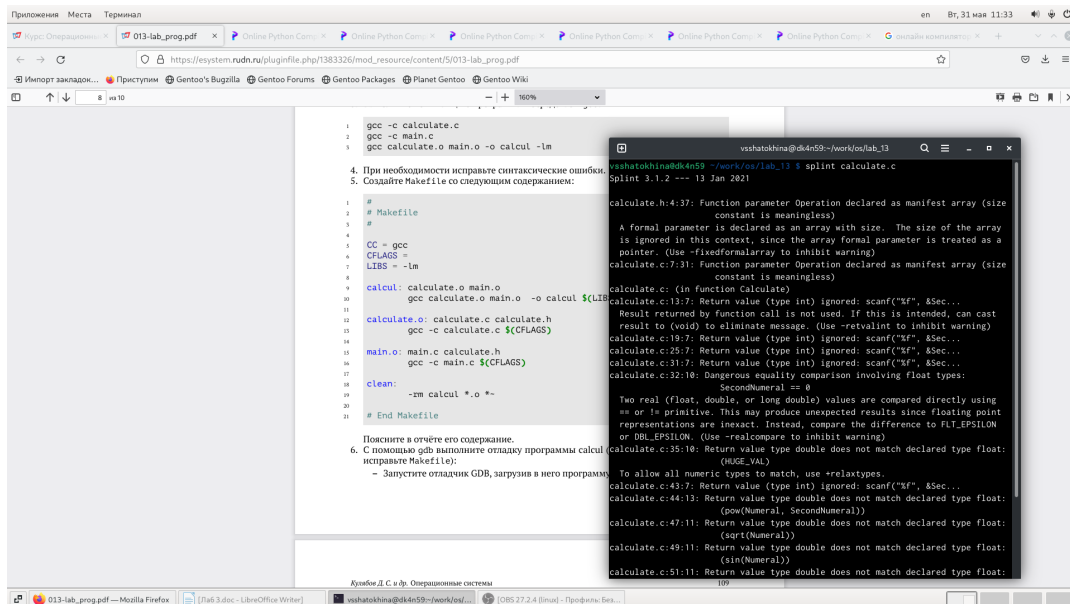 Приложения Места Терминал
en Вт, 31 мая 11:33
Курс: Операционны
013-lab_prog.pdf
Online Python Comp
Online Python Comp
Online Python Comp
Online Python Comp
Online Python Comp
Online Python Comp
онлайн компилятор
https://esystem.rudn.ru/pluginfile.php/1383326/mod_resource/content/5/013-lab_prog.pdf
Импорт закладок... Приступим Gentoo's Bugzilla Gentoo Forums Gentoo Packages Planet Gentoo Gentoo Wiki
8 из 10
160%
1 gcc -c calculate.c
2 gcc -c main.c
3 gcc calculate.o main.o -o calcul -lm
4. При необходимости исправьте синтаксические ошибки.
5. Создайте Makefile со следующим содержанием:
1 #
2 # Makefile
3 #
4
5 CC = gcc
6 CFLAGS =
7 LIBS = -lm
8
9 calcul: calculate.o main.o
10 gcc calculate.o main.o -o calcul $(LIB
11
12 calculate.o: calculate.c calculate.h
13 gcc -c calculate.c $(CFLAGS)
14
15 main.o: main.c calculate.h
16 gcc -c main.c $(CFLAGS)
17
18 clean:
19 -rm calcul *.o *~
20
21 # End Makefile
Поясните в отчёте его содержание.
6. С помощью gdb выполните отладку программы calcul (
исправьте Makefile):
– Запустите отладчик GDB, загрузив в него программу
Кулябов Д. С. и др. Операционные системы
109
vsshatokhina@dk4n59:~/work/os/lab_13
vsshatokhina@dk4n59 ~/work/os/lab_13 $ splint calculate.c
Splint 3.1.2 --- 13 Jan 2021
calculate.h:4:37: Function parameter Operation declared as manifest array (size
constant is meaningless)
A formal parameter is declared as an array with size. The size of the array
is ignored in this context, since the array formal parameter is treated as a
pointer. (Use -fixedformalarray to inhibit warning)
calculate.c:7:31: Function parameter Operation declared as manifest array (size
constant is meaningless)
calculate.c: (in function Calculate)
calculate.c:13:7: Return value (type int) ignored: scanf("%f", &Sec...
Result returned by function call is not used. If this is intended, can cast
result to (void) to eliminate message. (Use -retvalint to inhibit warning)
calculate.c:19:7: Return value (type int) ignored: scanf("%f", &Sec...
calculate.c:25:7: Return value (type int) ignored: scanf("%f", &Sec...
calculate.c:31:7: Return value (type int) ignored: scanf("%f", &Sec...
calculate.c:32:10: Dangerous equality comparison involving float types:
SecondNumeral == 0
Two real (float, double, or long double) values are compared directly using
== or != primitive. This may produce unexpected results since floating point
representations are inexact. Instead, compare the difference to FLT_EPSILON
or DBL_EPSILON. (Use -realcompare to inhibit warning)
calculate.c:35:10: Return value type double does not match declared type float:
(HUGE_VAL)
To allow all numeric types to match, use +relaxtypes.
calculate.c:43:7: Return value (type int) ignored: scanf("%f", &Sec...
calculate.c:44:13: Return value type double does not match declared type float:
(pow(Numeral, SecondNumeral))
calculate.c:47:11: Return value type double does not match declared type float:
(sqrt(Numeral))
calculate.c:49:11: Return value type double does not match declared type float:
(sin(Numeral))
calculate.c:51:11: Return value type double does not match declared type float:
013-lab_prog.pdf — Mozilla Firefox
[Лаб 3.doc - LibreOffice Writer]
vsshatokhina@dk4n59:~/work/os/...
[OBS 27.2.4 (linux) - Профиль: Без...